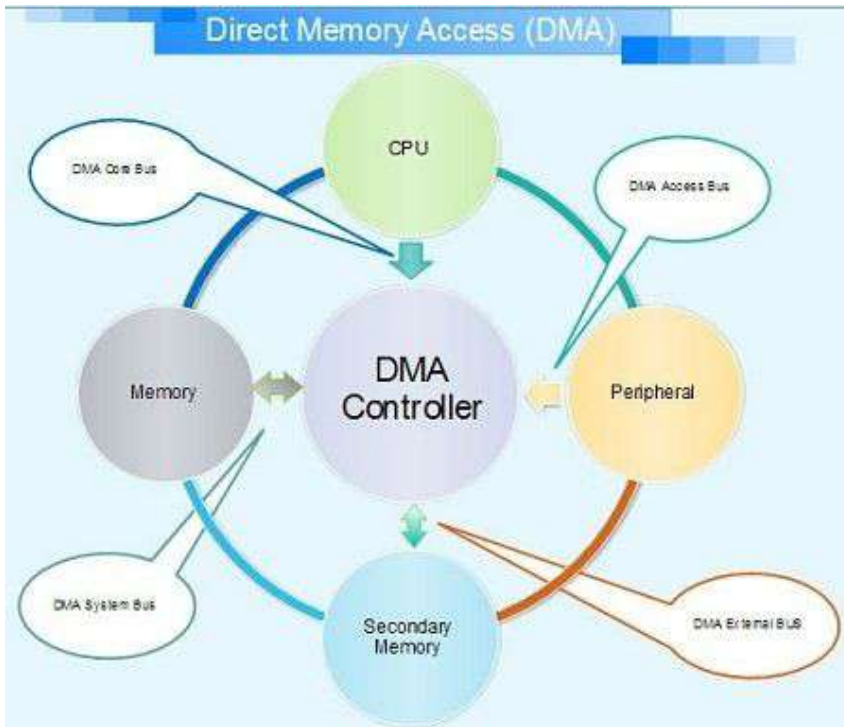 Direct Memory Access (DMA)
CPU
DMA Core Bus
DMA Access Bus
DMA
Controller
Memory
Peripheral
DMA System Bus
Secondary
Memory
DMA External BUS